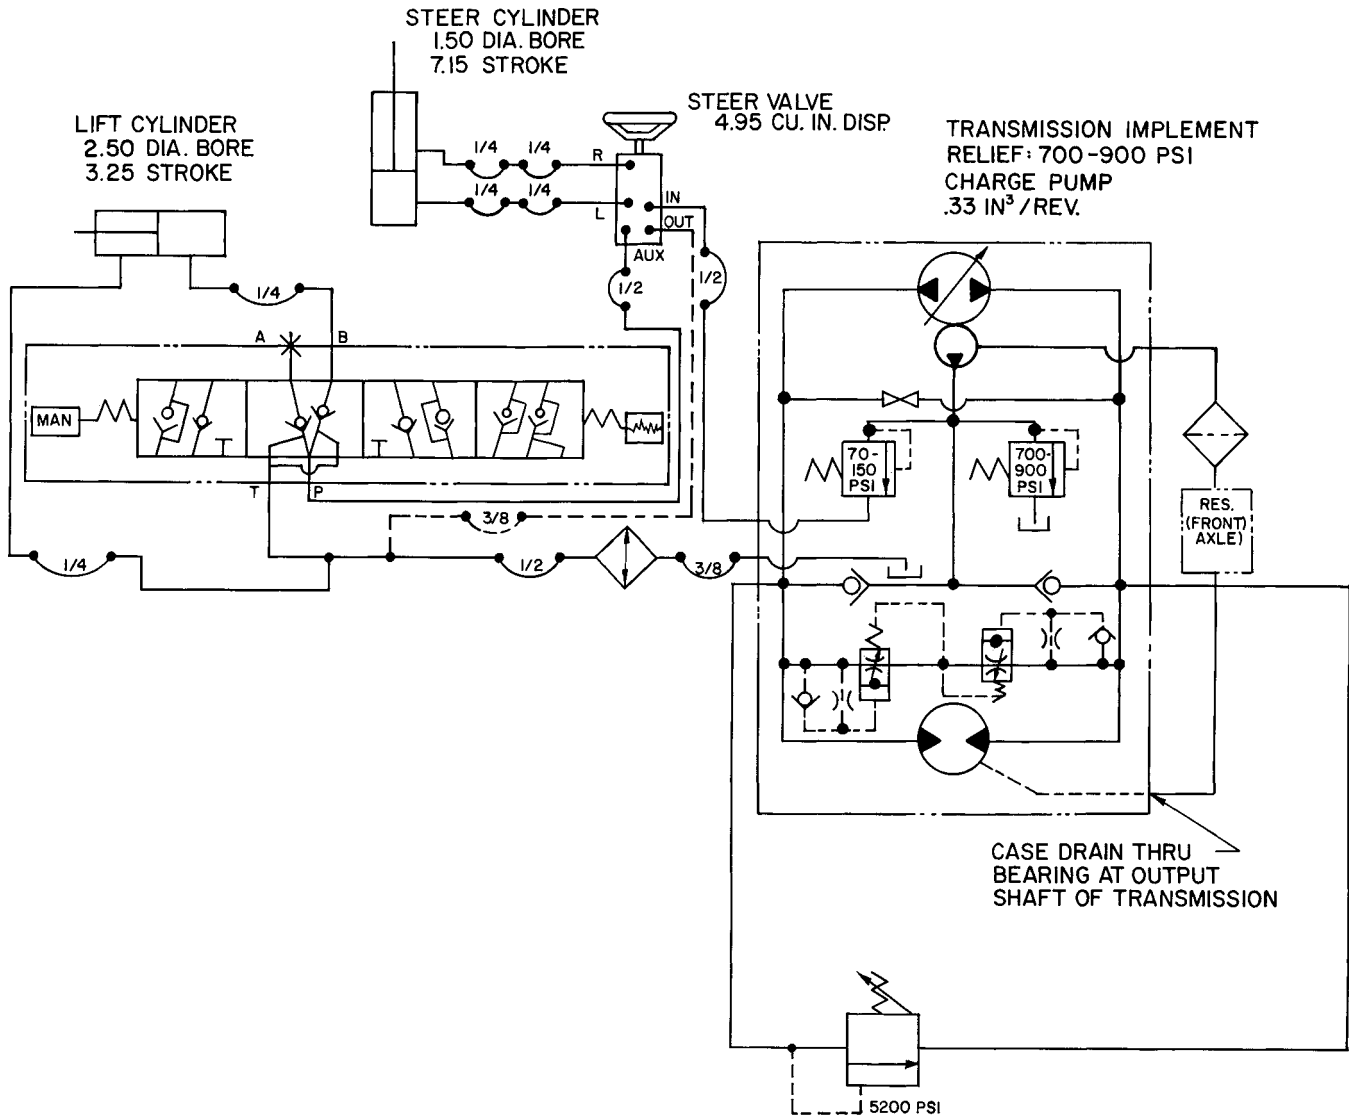 STEER CYLINDER
1.50 DIA. BORE
7.15 STROKE
STEER VALVE
4.95 CU. IN. DISP.
LIFT CYLINDER
2.50 DIA. BORE
3.25 STROKE
TRANSMISSION IMPLEMENT
RELIEF: 700-900 PSI
CHARGE PUMP
.33 IN³/REV.
1/4
1/4
R
1/4
1/4
L
IN
OUT
AUX
1/2
1/2
1/4
A
B
MAN
T
P
3/8
1/4
1/2
3/8
70-
150
PSI
700-
900
PSI
RES.
(FRONT)
AXLE)
CASE DRAIN THRU
BEARING AT OUTPUT
SHAFT OF TRANSMISSION
5200 PSI